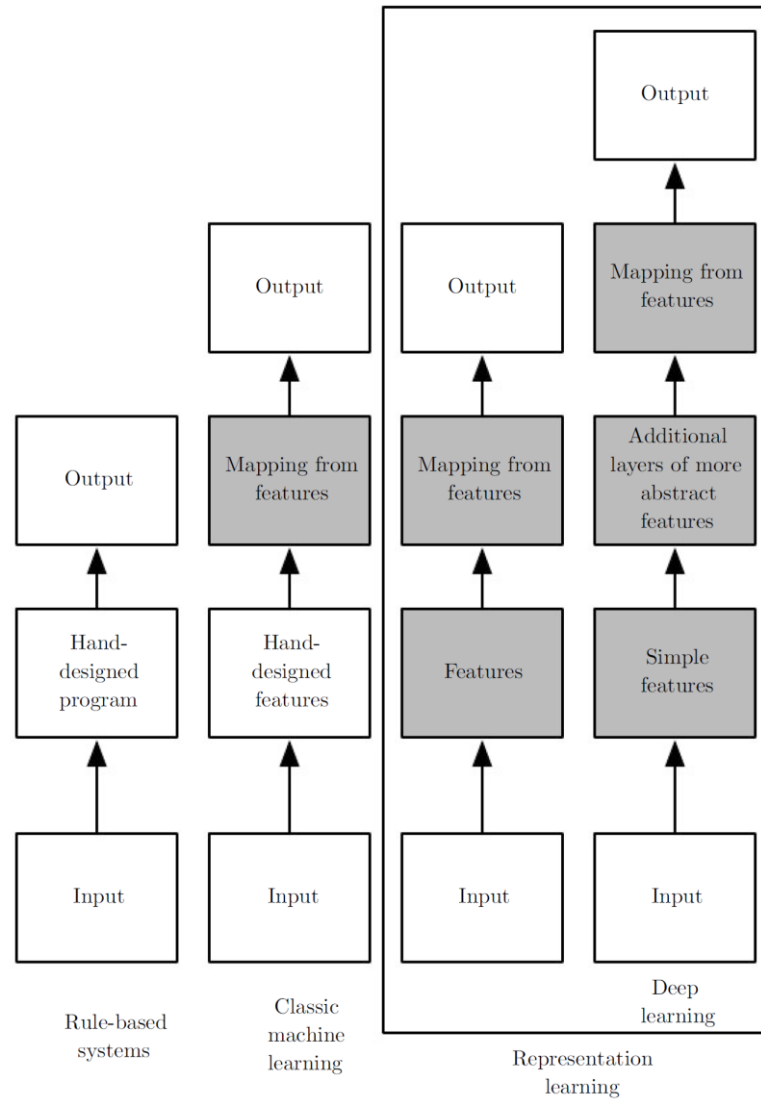 Output
Output
Output
Mapping from
features
Output
Mapping from
features
Mapping from
features
Additional
layers of more
abstract
features
Hand-
designed
program
Hand-
designed
features
Features
Simple
features
Input
Input
Input
Input
Rule-based
systems
Classic
machine
learning
Deep
learning
Representation
learning